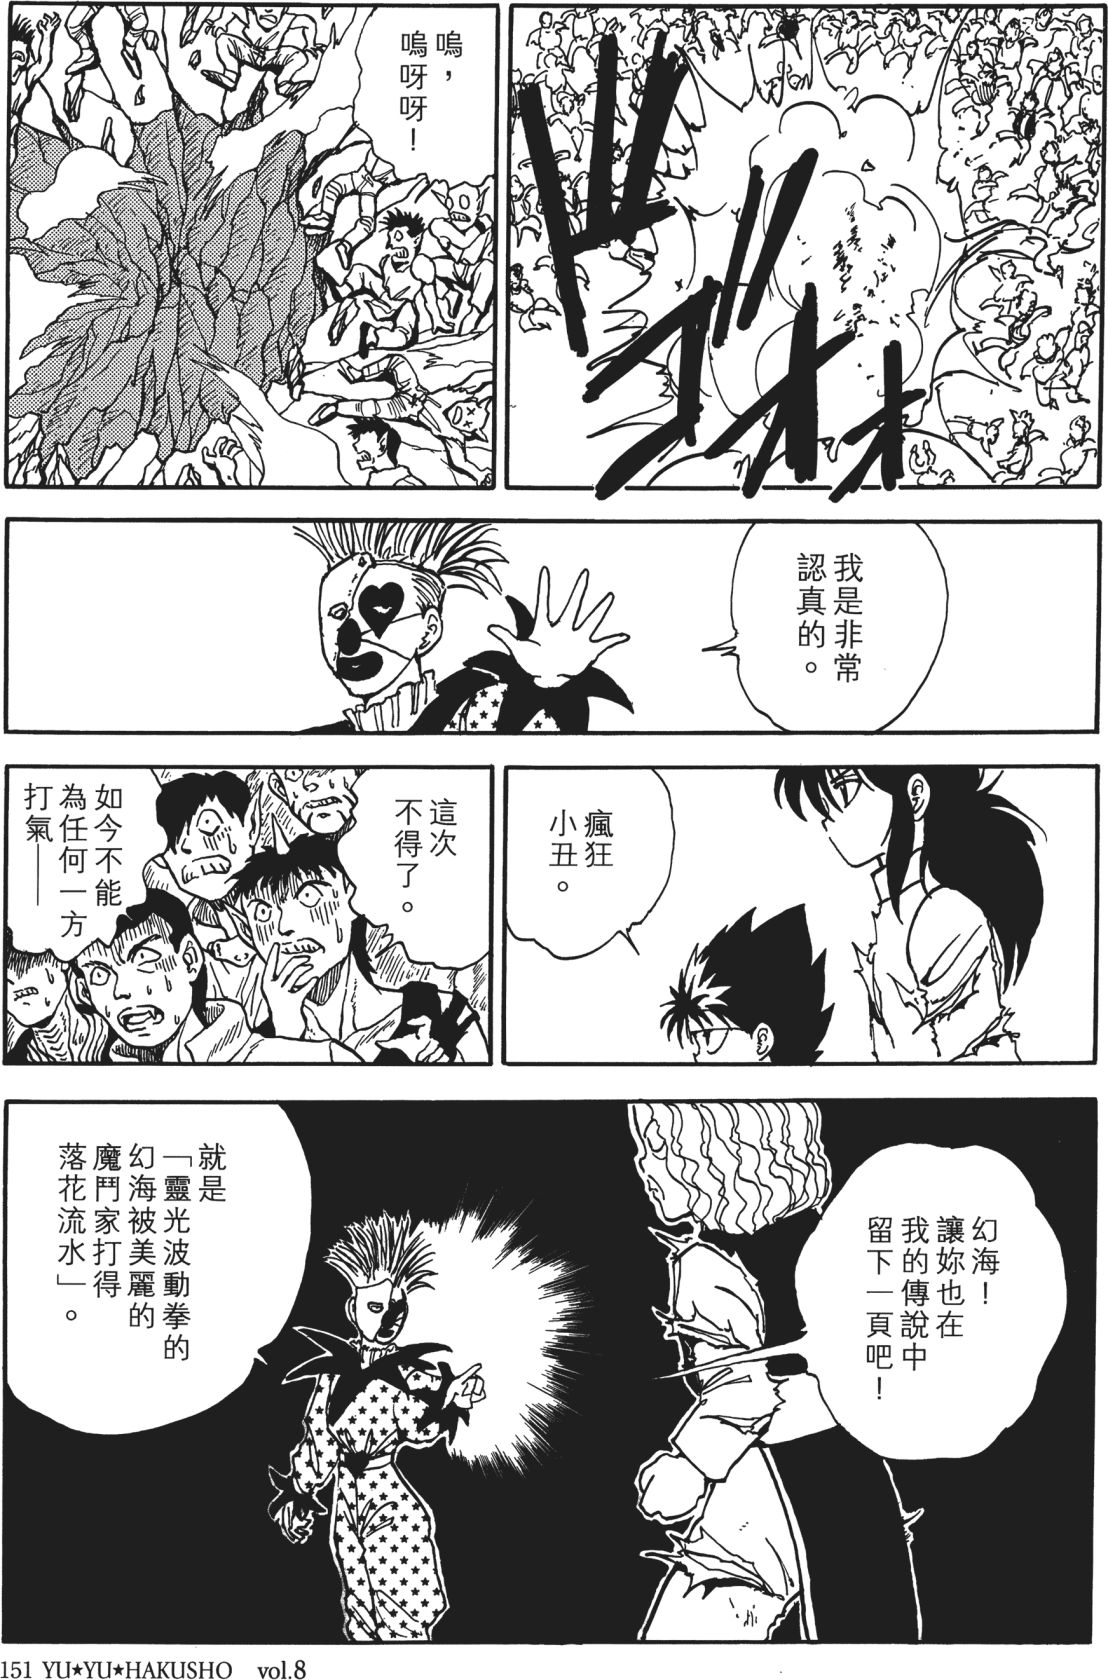 ドゴオオ
嗚，
嗚呀呀！
我是非常
認真的。
瘋狂
小丑。
這次
不得了。
如今不能
為任何一方
打氣——
幻海！
讓妳也在
我的傳說中
留下一頁吧！
就是
「靈光波動拳的
幻海被美麗的
魔鬥家打得
落花流水」。
151 YU★YU★HAKUSHO vol.8